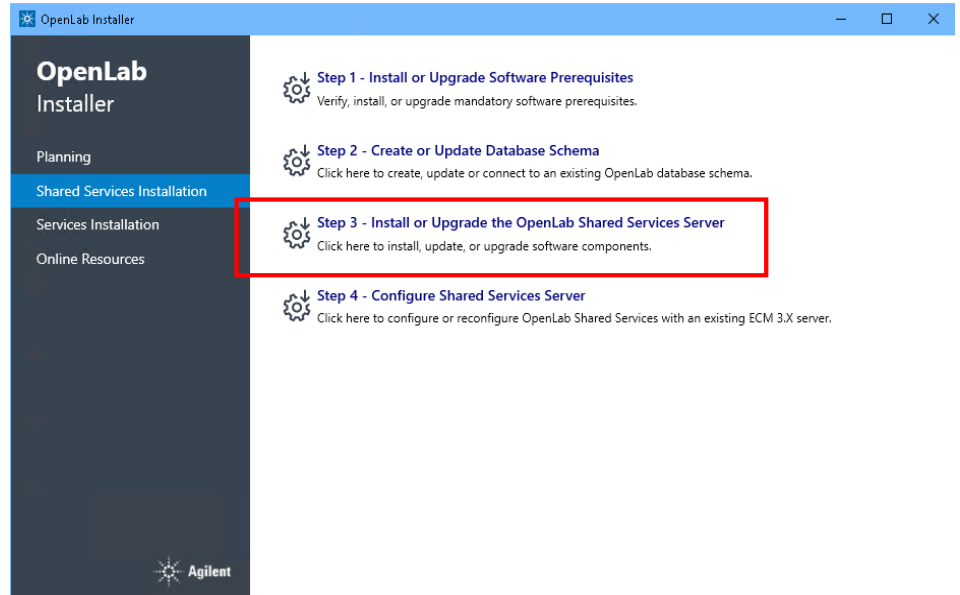 OpenLab Installer
OpenLab
Installer
Planning
Shared Services Installation
Services Installation
Online Resources
Agilent
Step 1 - Install or Upgrade Software Prerequisites
Verify, install, or upgrade mandatory software prerequisites.
Step 2 - Create or Update Database Schema
Click here to create, update or connect to an existing OpenLab database schema.
Step 3 - Install or Upgrade the OpenLab Shared Services Server
Click here to install, update, or upgrade software components.
Step 4 - Configure Shared Services Server
Click here to configure or reconfigure OpenLab Shared Services with an existing ECM 3.X server.